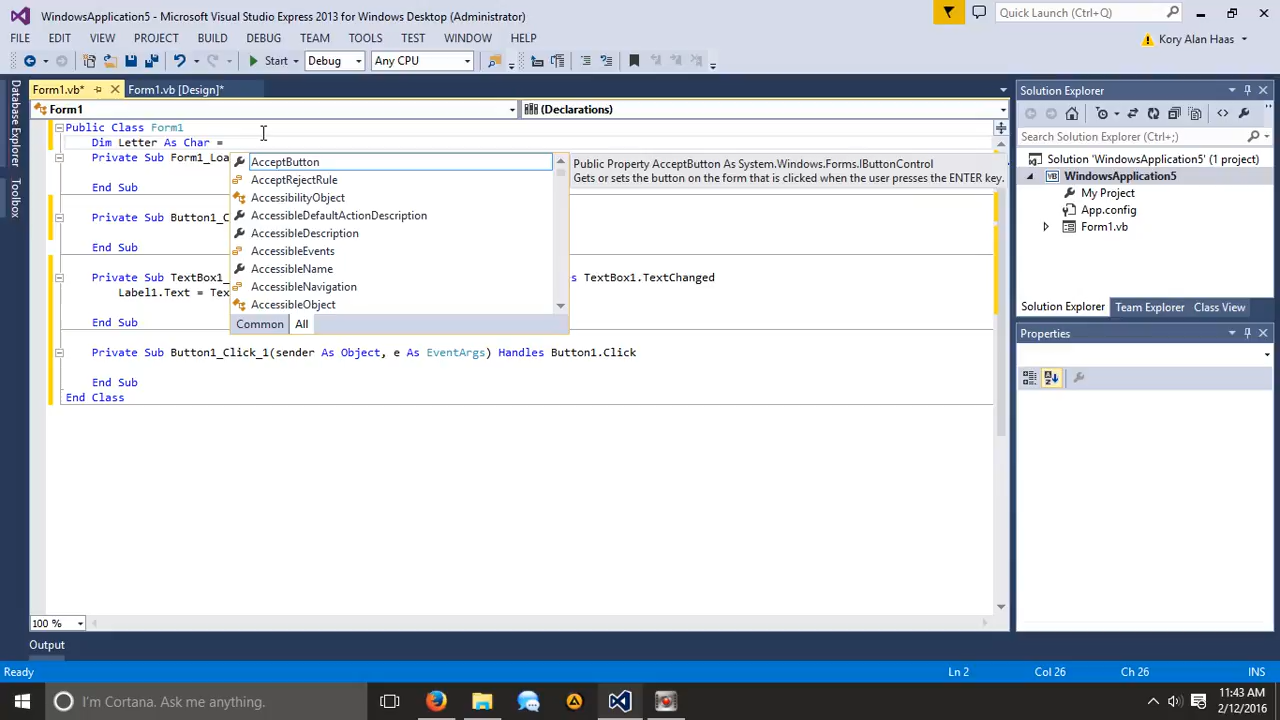 WindowsApplication5 - Microsoft Visual Studio Express 2013 for Windows Desktop (Administrator)
Quick Launch (Ctrl+Q)
FILE EDIT VIEW PROJECT BUILD DEBUG TEAM TOOLS TEST WINDOW HELP
Kory Alan Haas
Start Debug Any CPU
Database Explorer
Toolbox
Form1.vb* Form1.vb [Design]*
Form1 (Declarations)
Public Class Form1
Dim Letter As Char =
Private Sub Form1_Loa
End Sub
Private Sub Button1_C
End Sub
Private Sub TextBox1_ s TextBox1.TextChanged
Label1.Text = Tex
End Sub
Private Sub Button1_Click_1(sender As Object, e As EventArgs) Handles Button1.Click
End Sub
End Class
AcceptButton
AcceptRejectRule
AccessibilityObject
AccessibleDefaultActionDescription
AccessibleDescription
AccessibleEvents
AccessibleName
AccessibleNavigation
AccessibleObject
Common All
Public Property AcceptButton As System.Windows.Forms.IButtonControl
Gets or sets the button on the form that is clicked when the user presses the ENTER key.
Solution Explorer
Search Solution Explorer (Ctrl+;)
Solution 'WindowsApplication5' (1 project)
WindowsApplication5
My Project
App.config
Form1.vb
Solution Explorer Team Explorer Class View
Properties
100 %
Output
Ready Ln 2 Col 26 Ch 26 INS
I'm Cortana. Ask me anything.
11:43 AM
2/12/2016